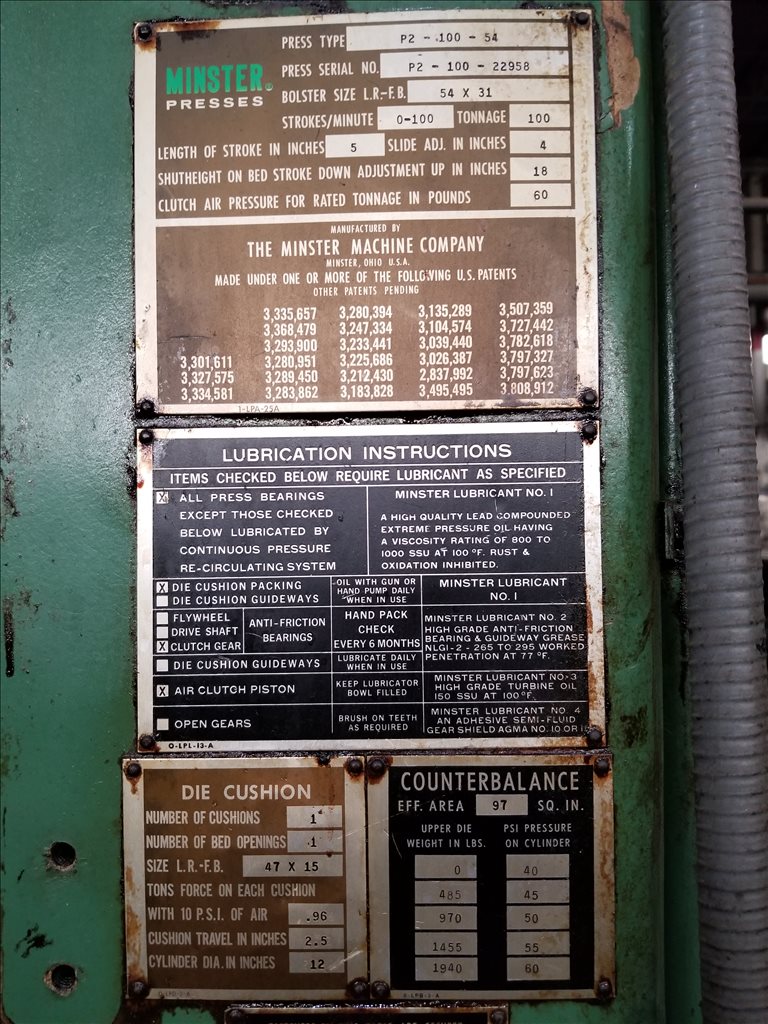 MINSTER®
PRESSES
PRESS TYPE P2 - 100 - 54
PRESS SERIAL NO. P2 - 100 - 22958
BOLSTER SIZE L.R.-F.B. 54 X 31
STROKES/MINUTE 0-100 TONNAGE 100
LENGTH OF STROKE IN INCHES 5 SLIDE ADJ. IN INCHES 4
SHUTHEIGHT ON BED STROKE DOWN ADJUSTMENT UP IN INCHES 18
CLUTCH AIR PRESSURE FOR RATED TONNAGE IN POUNDS 60
MANUFACTURED BY
THE MINSTER MACHINE COMPANY
MINSTER, OHIO U.S.A.
MADE UNDER ONE OR MORE OF THE FOLLOWING U.S. PATENTS
OTHER PATENTS PENDING
3,335,657 3,280,394 3,135,289 3,507,359
3,368,479 3,247,334 3,104,574 3,727,442
3,293,900 3,233,441 3,039,440 3,782,618
3,301,611 3,280,951 3,225,686 3,026,387 3,797,327
3,327,575 3,289,450 3,212,430 2,837,992 3,797,623
3,334,581 3,283,862 3,183,828 3,495,495 3,808,912
1-LPA-25A
LUBRICATION INSTRUCTIONS
ITEMS CHECKED BELOW REQUIRE LUBRICANT AS SPECIFIED
X ALL PRESS BEARINGS
EXCEPT THOSE CHECKED
BELOW LUBRICATED BY
CONTINUOUS PRESSURE
RE-CIRCULATING SYSTEM
MINSTER LUBRICANT NO. 1
A HIGH QUALITY LEAD COMPOUNDED
EXTREME PRESSURE OIL HAVING
A VISCOSITY RATING OF 800 TO
1000 SSU AT 100 °F. RUST &
OXIDATION INHIBITED.
X DIE CUSHION PACKING
DIE CUSHION GUIDEWAYS
OIL WITH GUN OR
HAND PUMP DAILY
WHEN IN USE
MINSTER LUBRICANT
NO. 1
FLYWHEEL
DRIVE SHAFT
X CLUTCH GEAR
ANTI-FRICTION
BEARINGS
HAND PACK
CHECK
EVERY 6 MONTHS
MINSTER LUBRICANT NO. 2
HIGH GRADE ANTI-FRICTION
BEARING & GUIDEWAY GREASE
NLGI-2 - 265 TO 295 WORKED
PENETRATION AT 77 °F.
DIE CUSHION GUIDEWAYS
LUBRICATE DAILY
WHEN IN USE
X AIR CLUTCH PISTON
KEEP LUBRICATOR
BOWL FILLED
MINSTER LUBRICANT NO. 3
HIGH GRADE TURBINE OIL
150 SSU AT 100°F.
OPEN GEARS
BRUSH ON TEETH
AS REQUIRED
MINSTER LUBRICANT NO. 4
AN ADHESIVE SEMI-FLUID
GEAR SHIELD AGMA NO. 10 OR
O-LPL-13-A
DIE CUSHION
NUMBER OF CUSHIONS 1
NUMBER OF BED OPENINGS 1
SIZE L.R.-F.B. 47 X 15
TONS FORCE ON EACH CUSHION
WITH 10 P.S.I. OF AIR .96
CUSHION TRAVEL IN INCHES 2.5
CYLINDER DIA. IN INCHES 12
COUNTERBALANCE
EFF. AREA 97 SQ. IN.
UPPER DIE PSI PRESSURE
WEIGHT IN LBS. ON CYLINDER
0 40
485 45
970 50
1455 55
1940 60